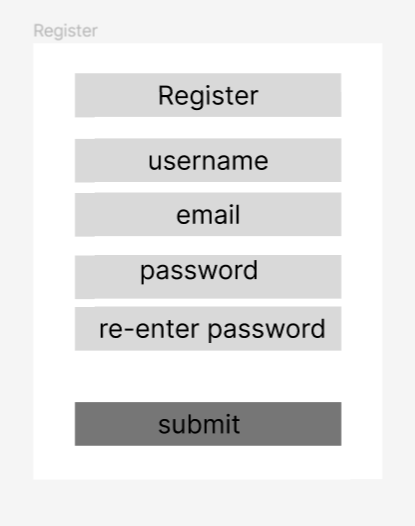 Register
Register
username
email
password
re-enter password
submit